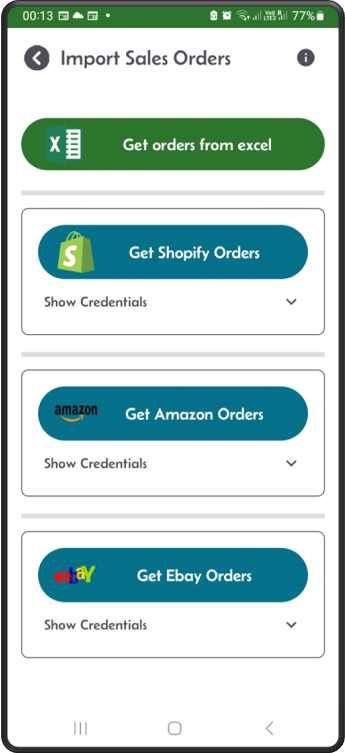 00:13 77%
Import Sales Orders
X
Get orders from excel
S
Get Shopify Orders
Show Credentials
amazon
Get Amazon Orders
Show Credentials
ebay
Get Ebay Orders
Show Credentials